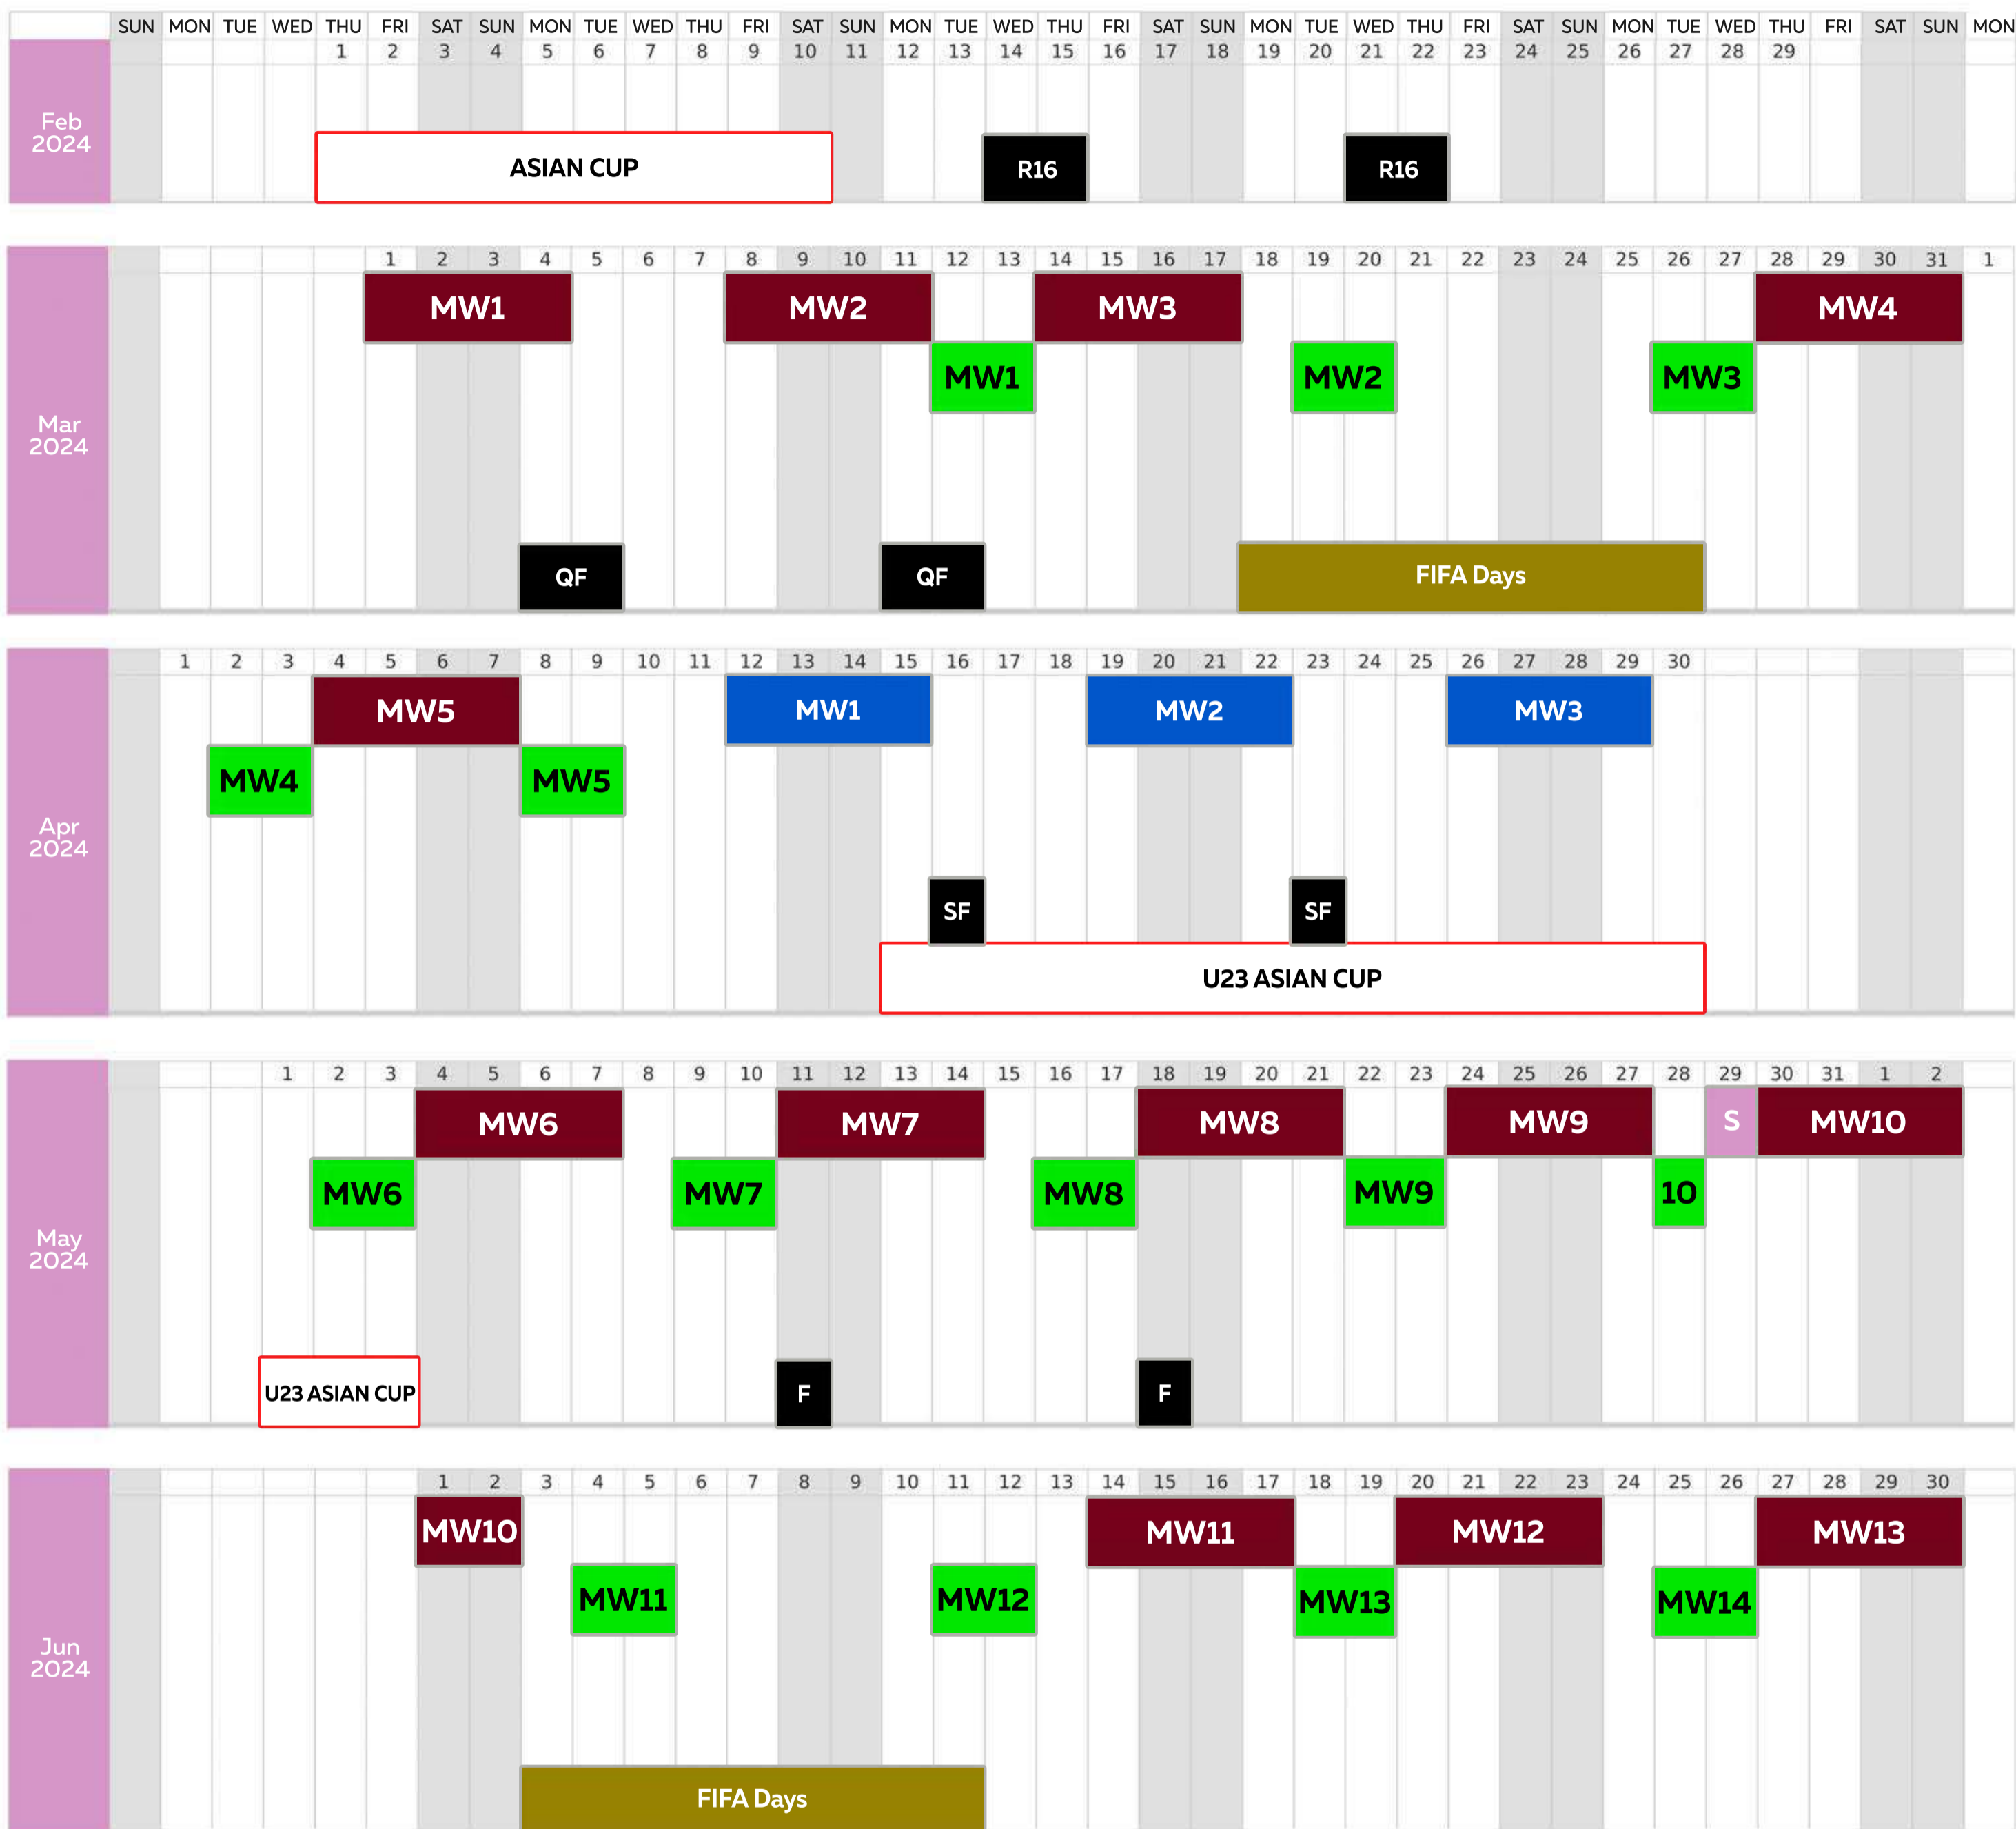 SUN MON TUE WED THU FRI SAT SUN MON TUE WED THU FRI SAT SUN MON TUE WED THU FRI SAT SUN MON TUE WED THU FRI SAT SUN MON TUE WED THU FRI SAT SUN MON
1 2 3 4 5 6 7 8 9 10 11 12 13 14 15 16 17 18 19 20 21 22 23 24 25 26 27 28 29
Feb
2024
ASIAN CUP R16 R16
1 2 3 4 5 6 7 8 9 10 11 12 13 14 15 16 17 18 19 20 21 22 23 24 25 26 27 28 29 30 31 1
MW1 MW2 MW3 MW4
MW1 MW2 MW3
Mar
2024
QF QF FIFA Days
1 2 3 4 5 6 7 8 9 10 11 12 13 14 15 16 17 18 19 20 21 22 23 24 25 26 27 28 29 30
MW5 MW1 MW2 MW3
MW4 MW5
Apr
2024
SF SF
U23 ASIAN CUP
1 2 3 4 5 6 7 8 9 10 11 12 13 14 15 16 17 18 19 20 21 22 23 24 25 26 27 28 29 30 31 1 2
MW6 MW7 MW8 MW9 S MW10
MW6 MW7 MW8 MW9 10
May
2024
U23 ASIAN CUP F F
1 2 3 4 5 6 7 8 9 10 11 12 13 14 15 16 17 18 19 20 21 22 23 24 25 26 27 28 29 30
MW10 MW11 MW12 MW13
MW11 MW12 MW13 MW14
Jun
2024
FIFA Days